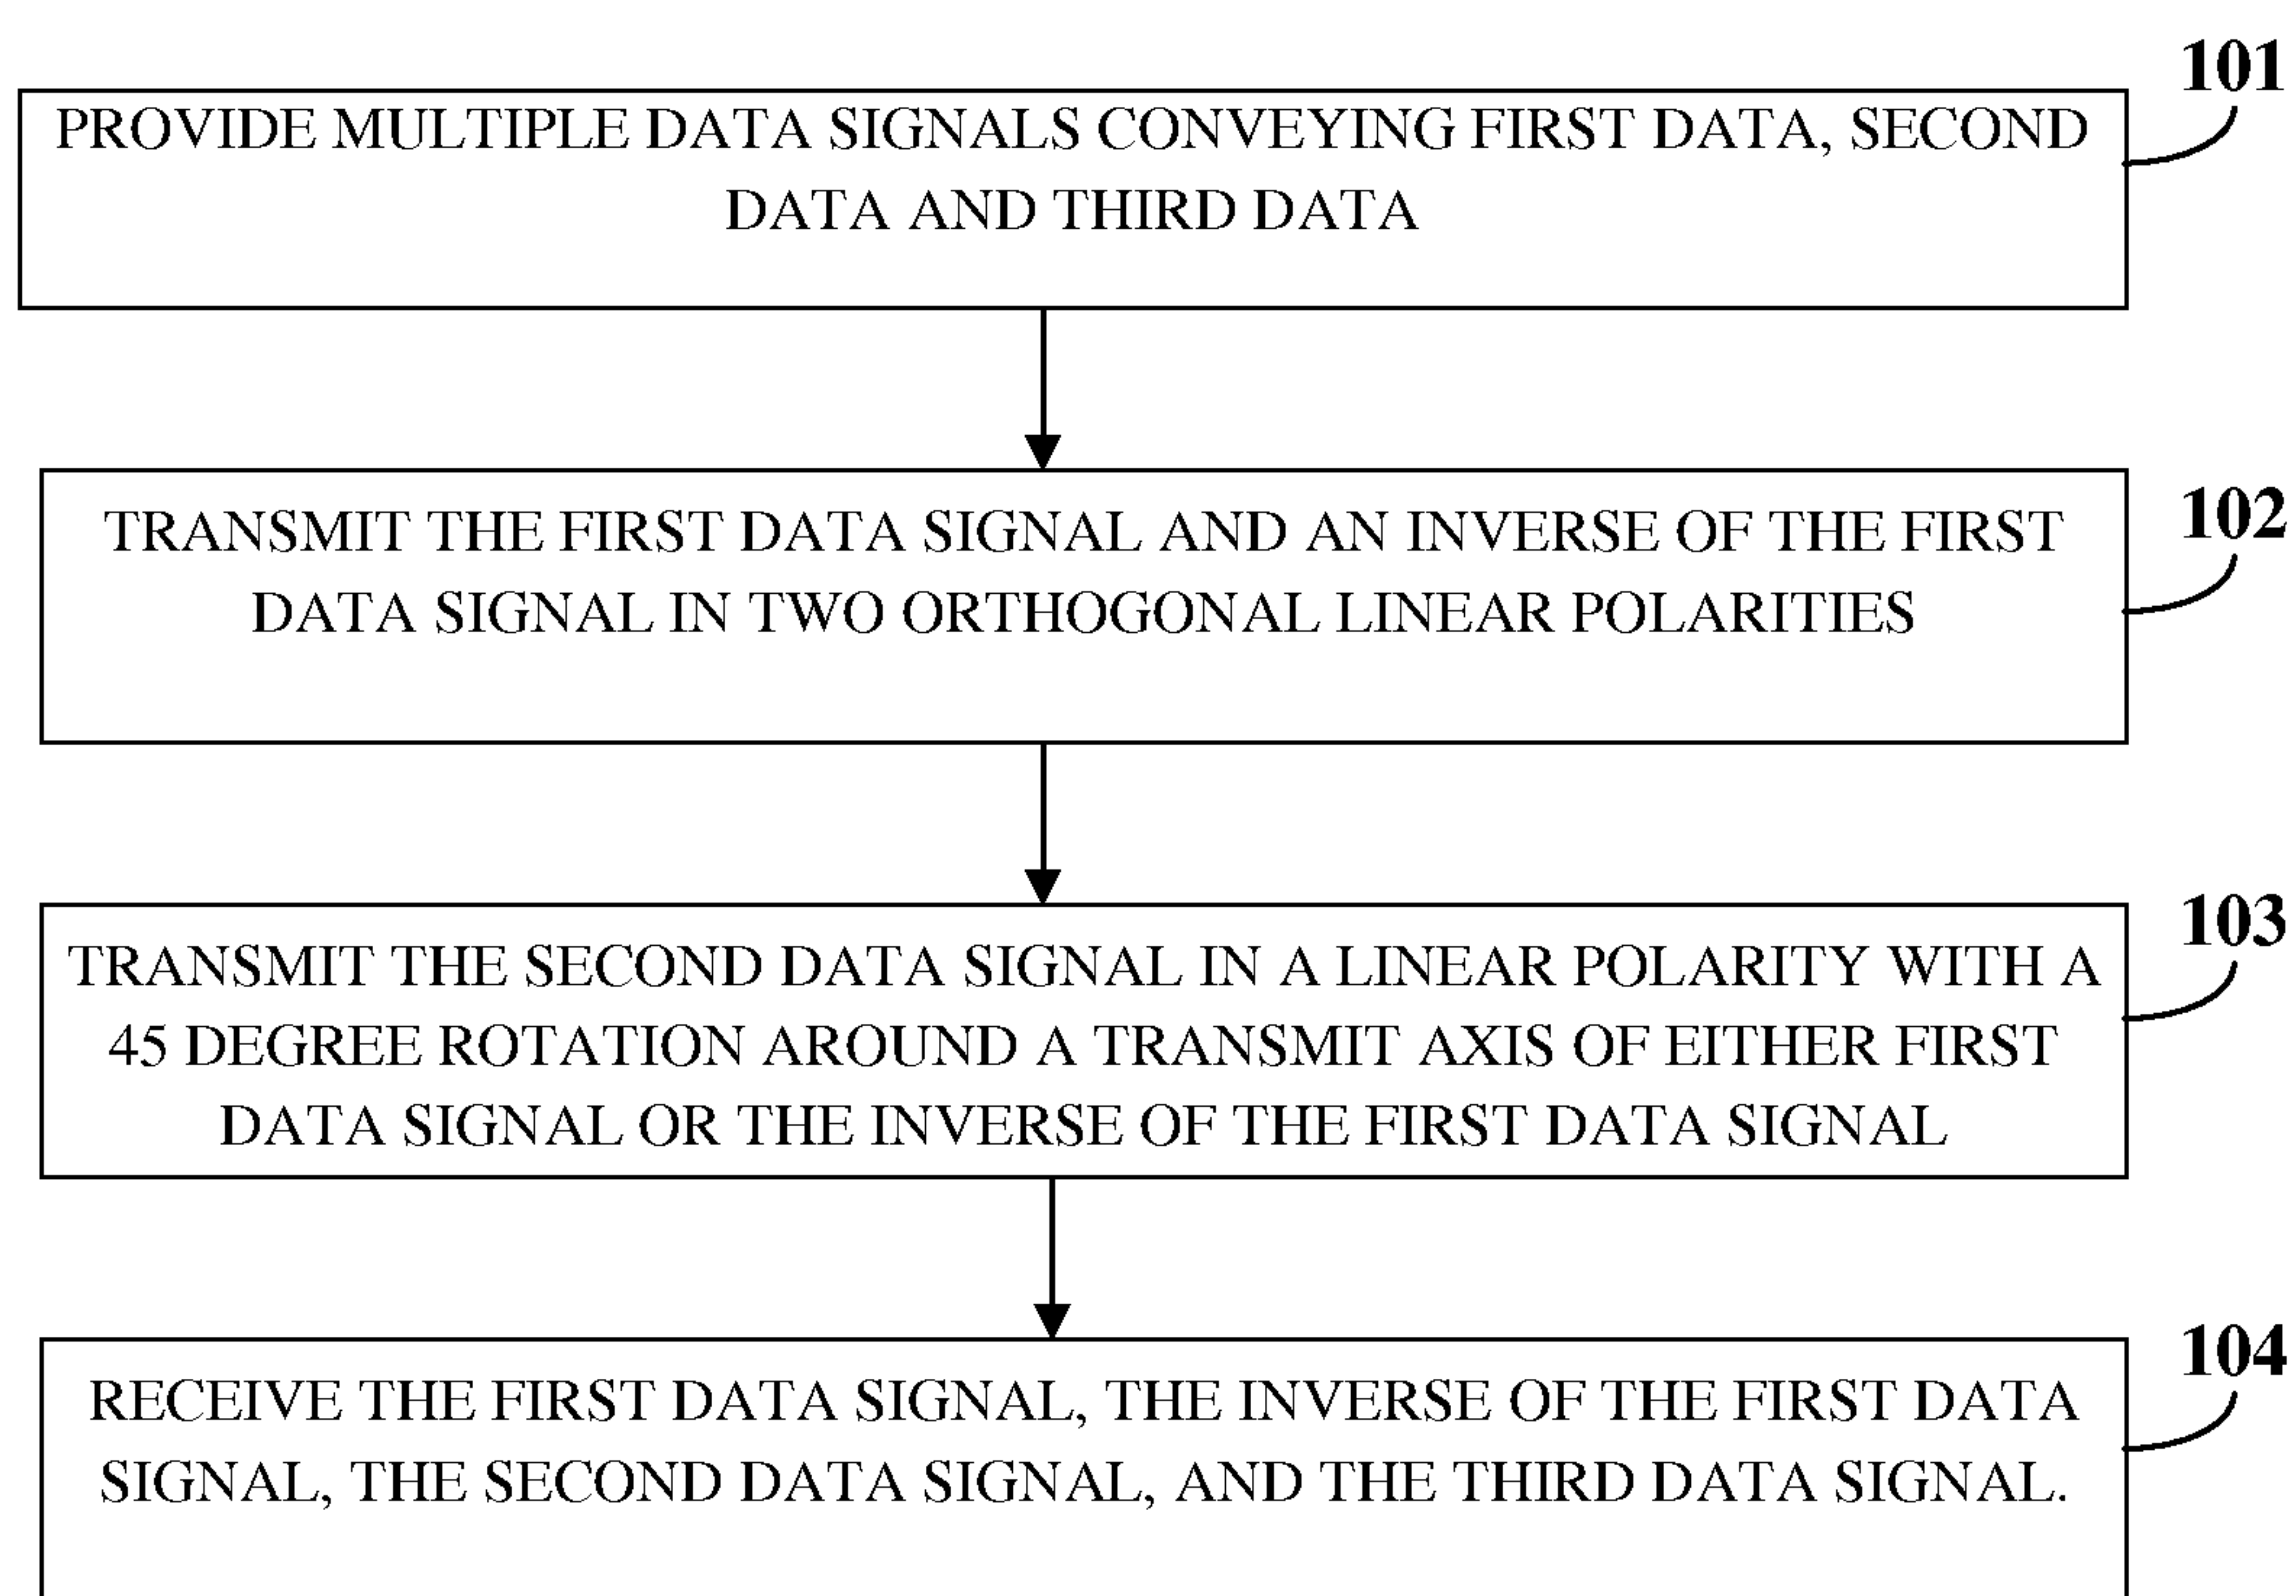 101
PROVIDE MULTIPLE DATA SIGNALS CONVEYING FIRST DATA, SECOND
DATA AND THIRD DATA
102
TRANSMIT THE FIRST DATA SIGNAL AND AN INVERSE OF THE FIRST
DATA SIGNAL IN TWO ORTHOGONAL LINEAR POLARITIES
103
TRANSMIT THE SECOND DATA SIGNAL IN A LINEAR POLARITY WITH A
45 DEGREE ROTATION AROUND A TRANSMIT AXIS OF EITHER FIRST
DATA SIGNAL OR THE INVERSE OF THE FIRST DATA SIGNAL
104
RECEIVE THE FIRST DATA SIGNAL, THE INVERSE OF THE FIRST DATA
SIGNAL, THE SECOND DATA SIGNAL, AND THE THIRD DATA SIGNAL.